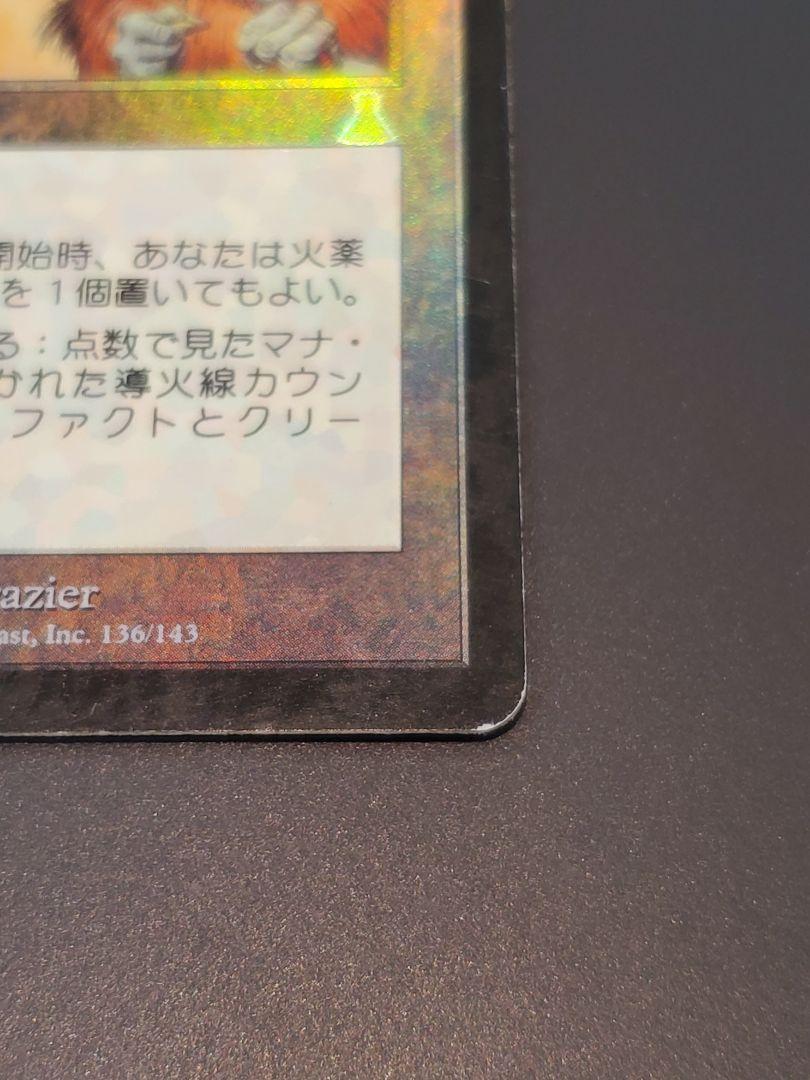 開始時、あなたは火薬
を１個置いてもよい。
る：点数で見たマナ・
かれた導火線カウン
ファクトとクリー
azier
ast, Inc. 136/143